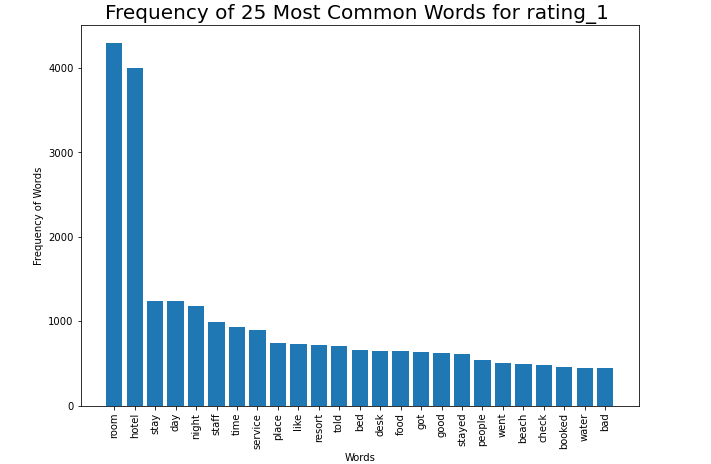 Frequency of 25 Most Common Words for rating_1
Frequency of Words
4000
3000
2000
1000
0
room
hotel
stay
day
night
staff
time
service
place
like
resort
told
bed
desk
food
got
good
stayed
people
went
beach
check
booked
water
bad
Words